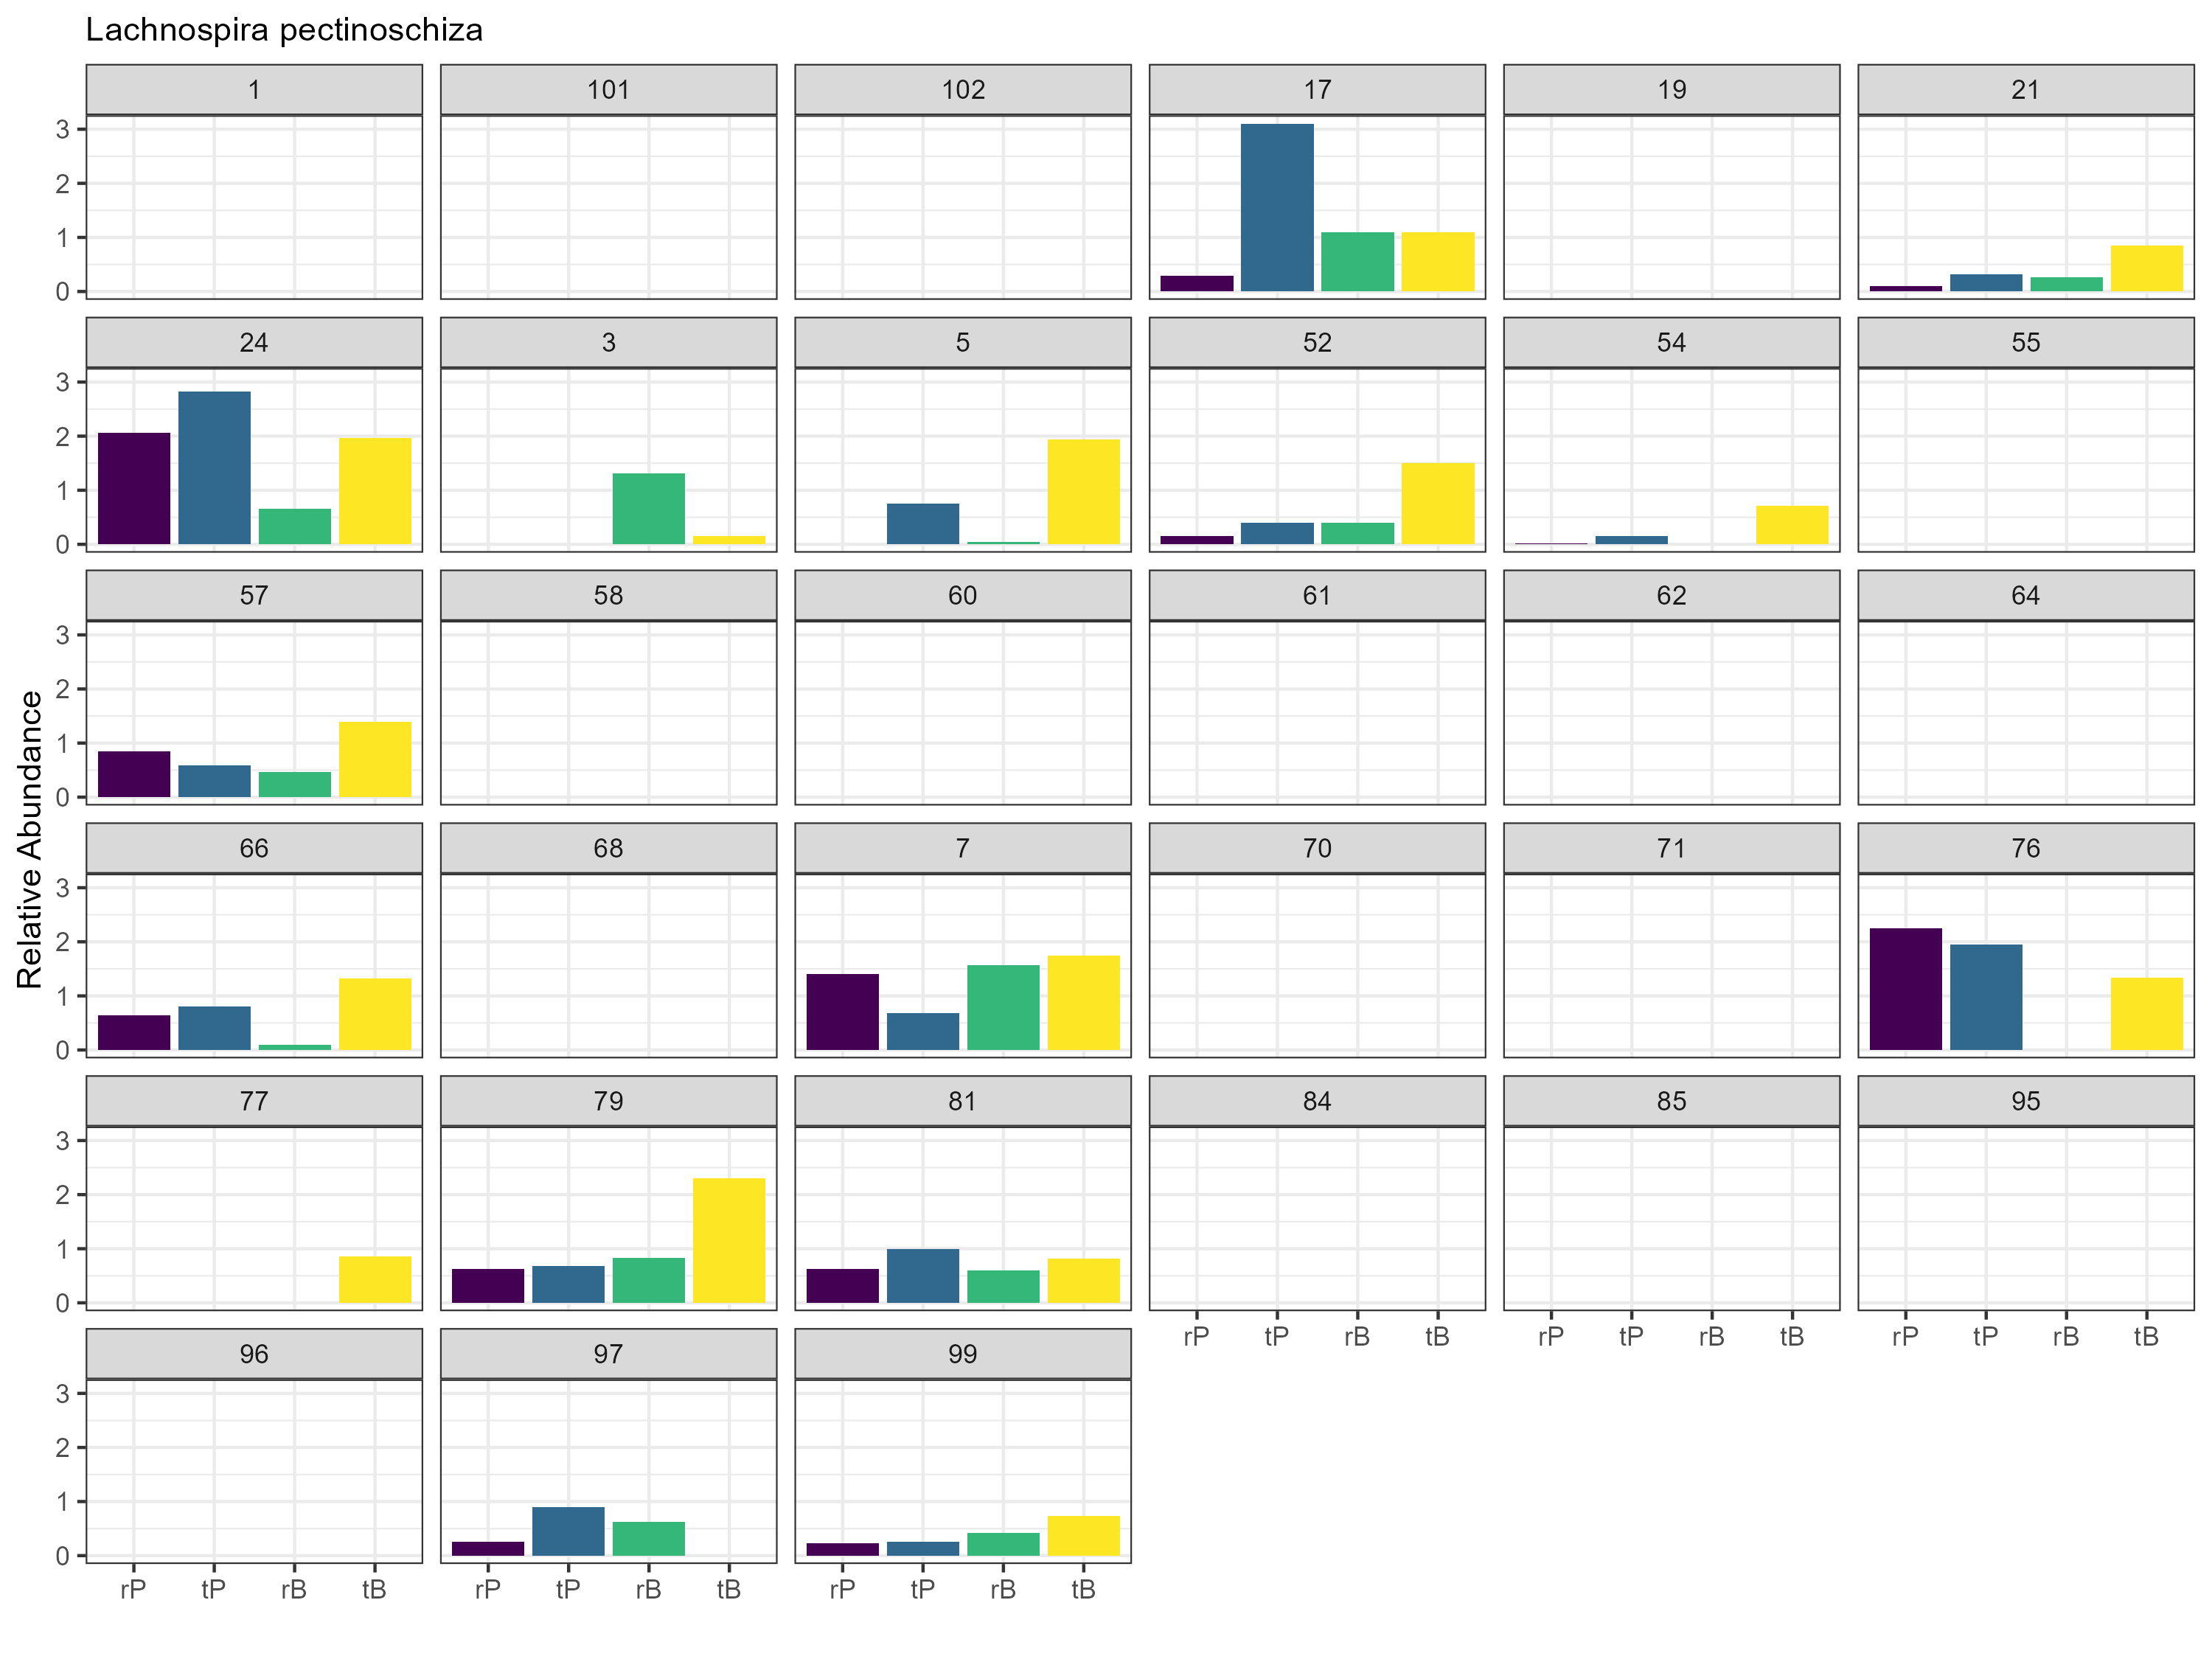 Lachnospira pectinoschiza
1 101 102 17 19 21
3
2
1
0
24 3 5 52 54 55
3
2
1
0
57 58 60 61 62 64
3
2
1
0
Relative Abundance
66 68 7 70 71 76
3
2
1
0
77 79 81 84 85 95
3
2
1
0
rP tP rB tB rP tP rB tB rP tP rB tB
96 97 99
3
2
1
0
rP tP rB tB rP tP rB tB rP tP rB tB